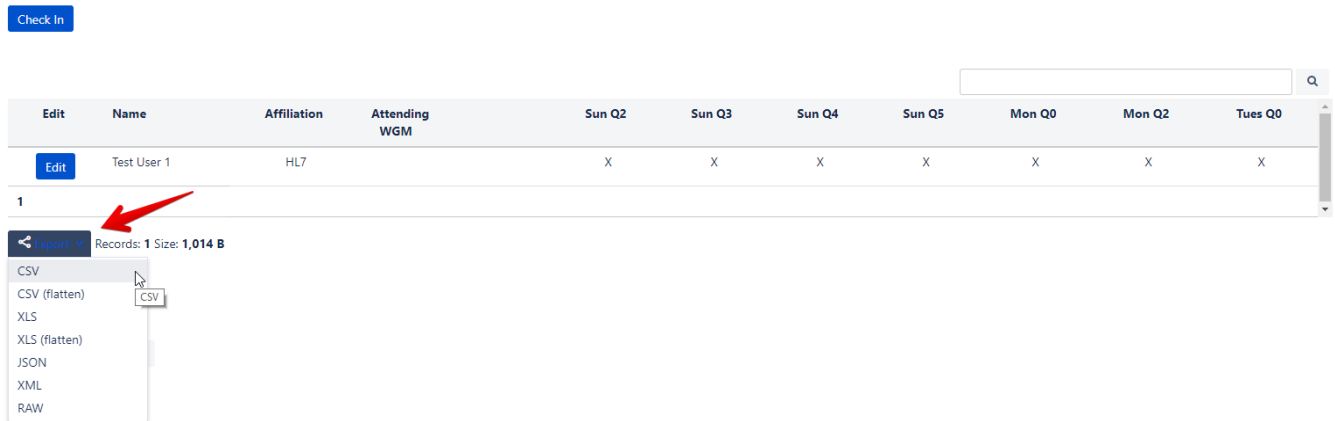 Check In
Edit Name Affiliation Attending WGM Sun Q2 Sun Q3 Sun Q4 Sun Q5 Mon Q0 Mon Q2 Tues Q0
Edit Test User 1 HL7 X X X X X X X
1
Export Records: 1 Size: 1,014 B
CSV
CSV
CSV (flatten)
XLS
XLS (flatten)
JSON
XML
RAW